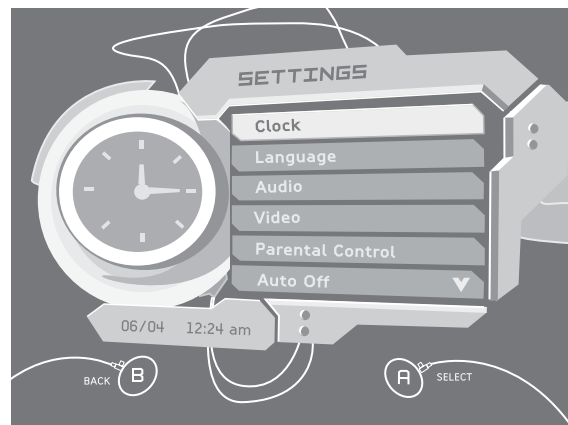 SETTINGS
Clock
Language
Audio
Video
Parental Control
Auto Off
06/04 12:24 am
BACK B
A SELECT